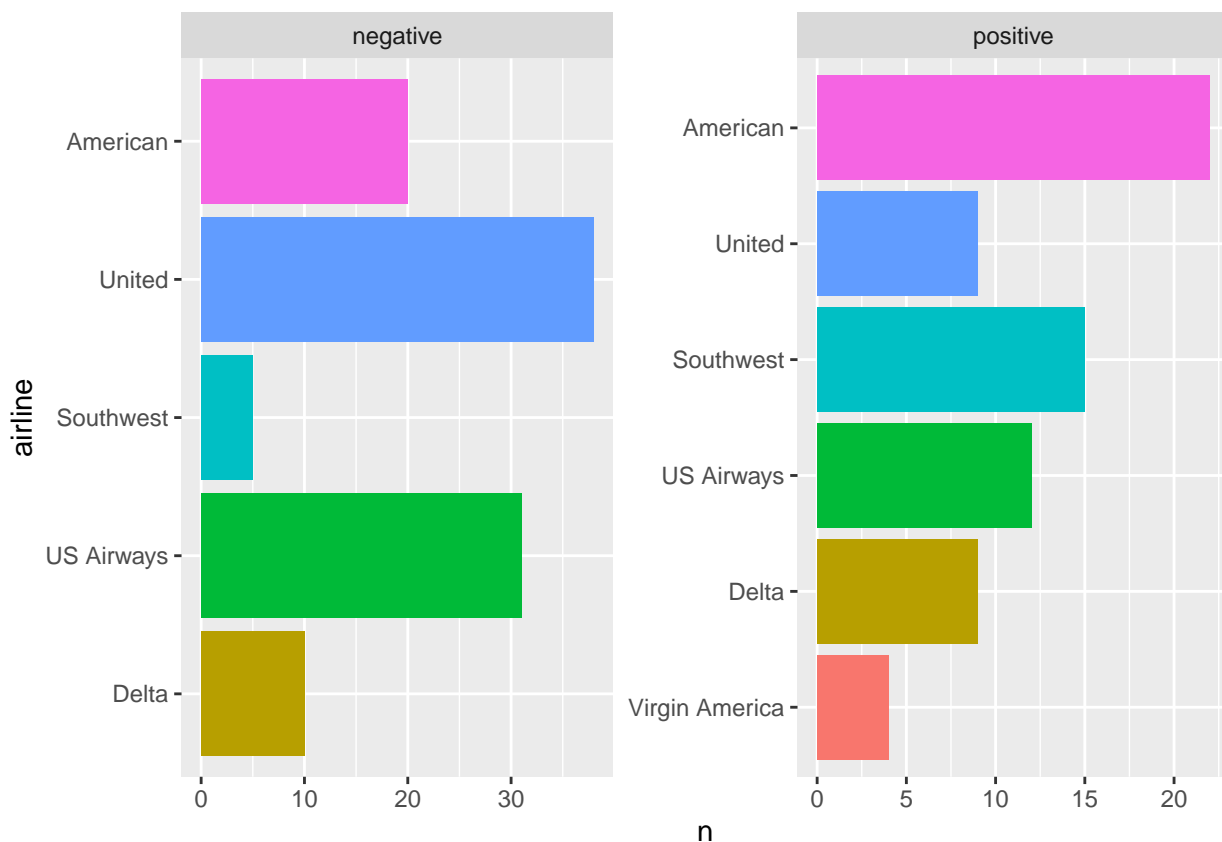 negative
positive
airline
American
United
Southwest
US Airways
Delta
0 10 20 30
American
United
Southwest
US Airways
Delta
Virgin America
0 5 10 15 20
n